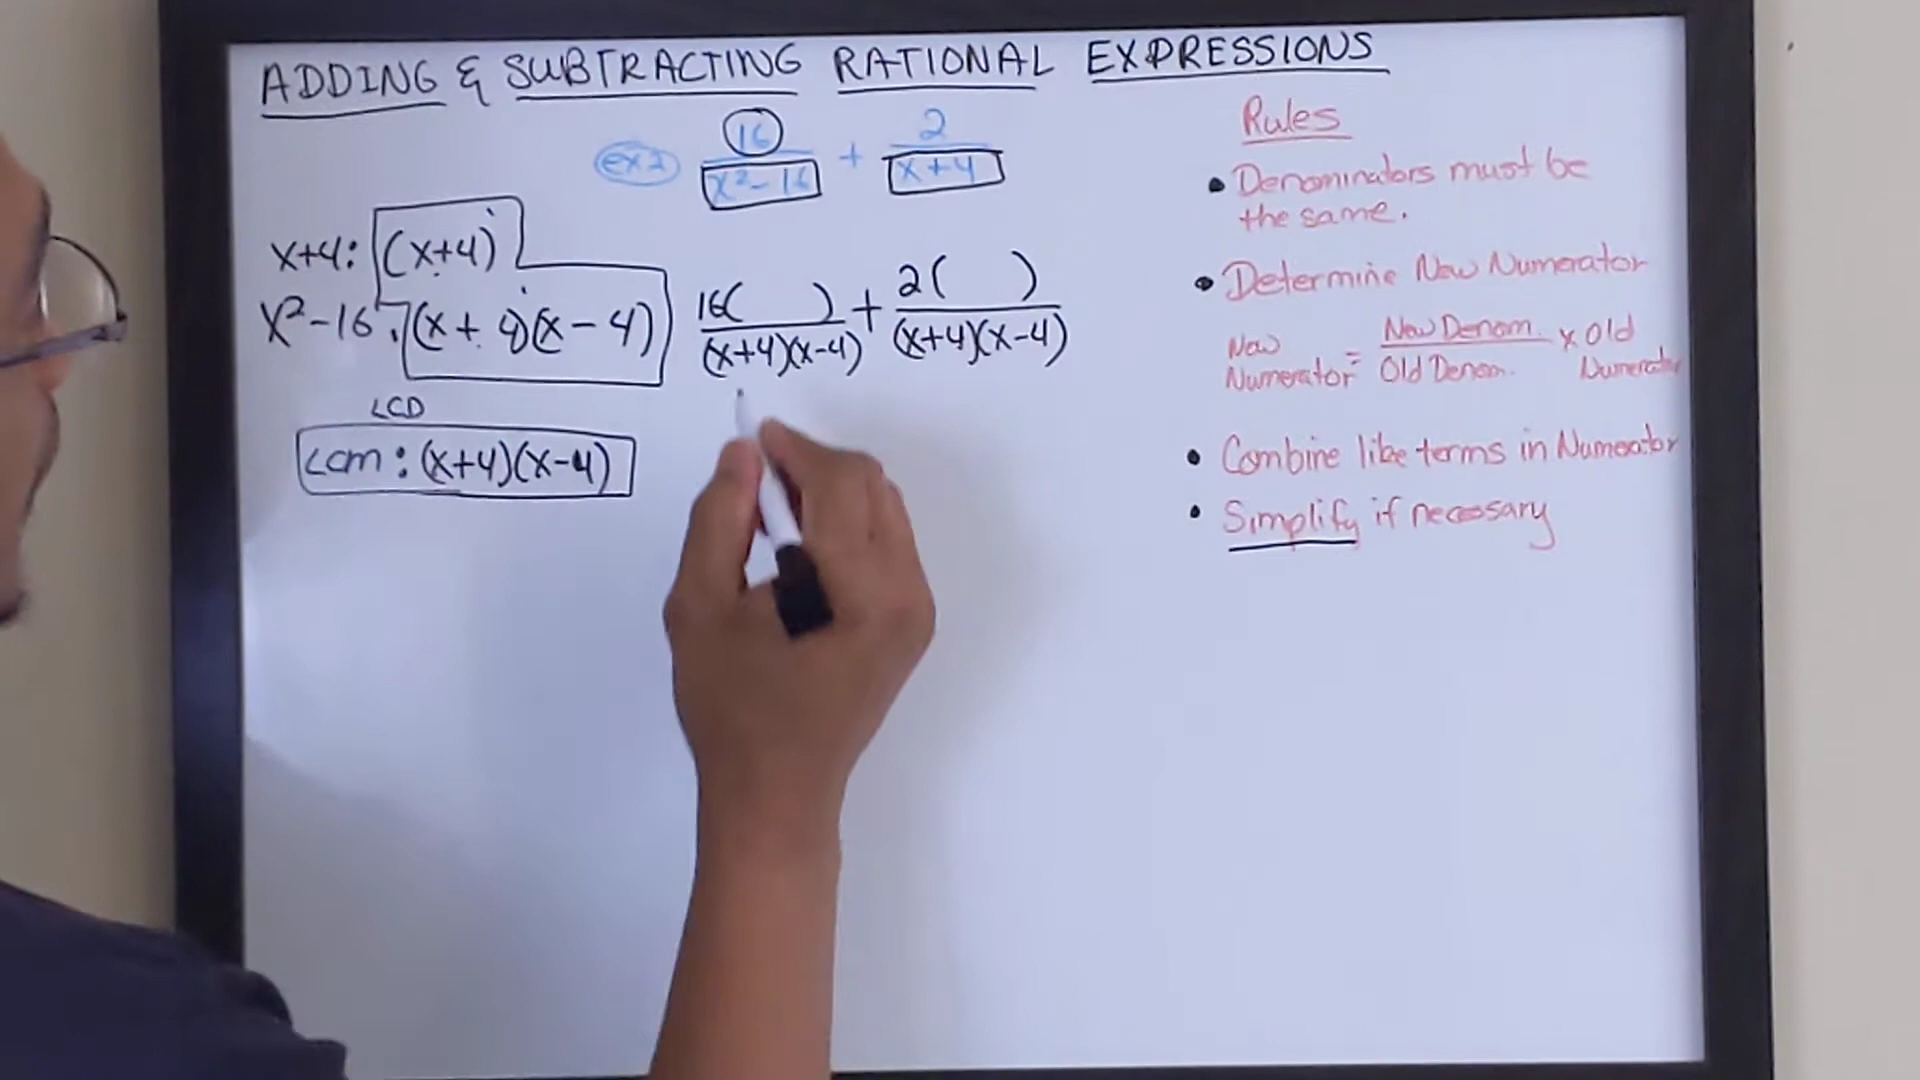 ADDING & SUBTRACTING RATIONAL EXPRESSIONS
ex2 16/x²-16 + 2/x+4
x+4: (x+4)
x²-16: (x+4)(x-4)
LCD
LCM: (x+4)(x-4)
16( )/(x+4)(x-4) + 2( )/(x+4)(x-4)
Rules
• Denominators must be
the same.
• Determine New Numerator
New Numerator = New Denom./Old Denom. x Old Numerator
• Combine like terms in Numerator
• Simplify if necessary